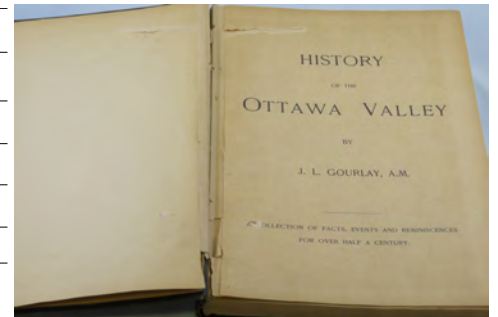 HISTORY
OF THE
OTTAWA VALLEY
BY
J. L. GOURLAY, A.M.
COLLECTION OF FACTS, EVENTS AND REMINISCENCES
FOR OVER HALF A CENTURY.